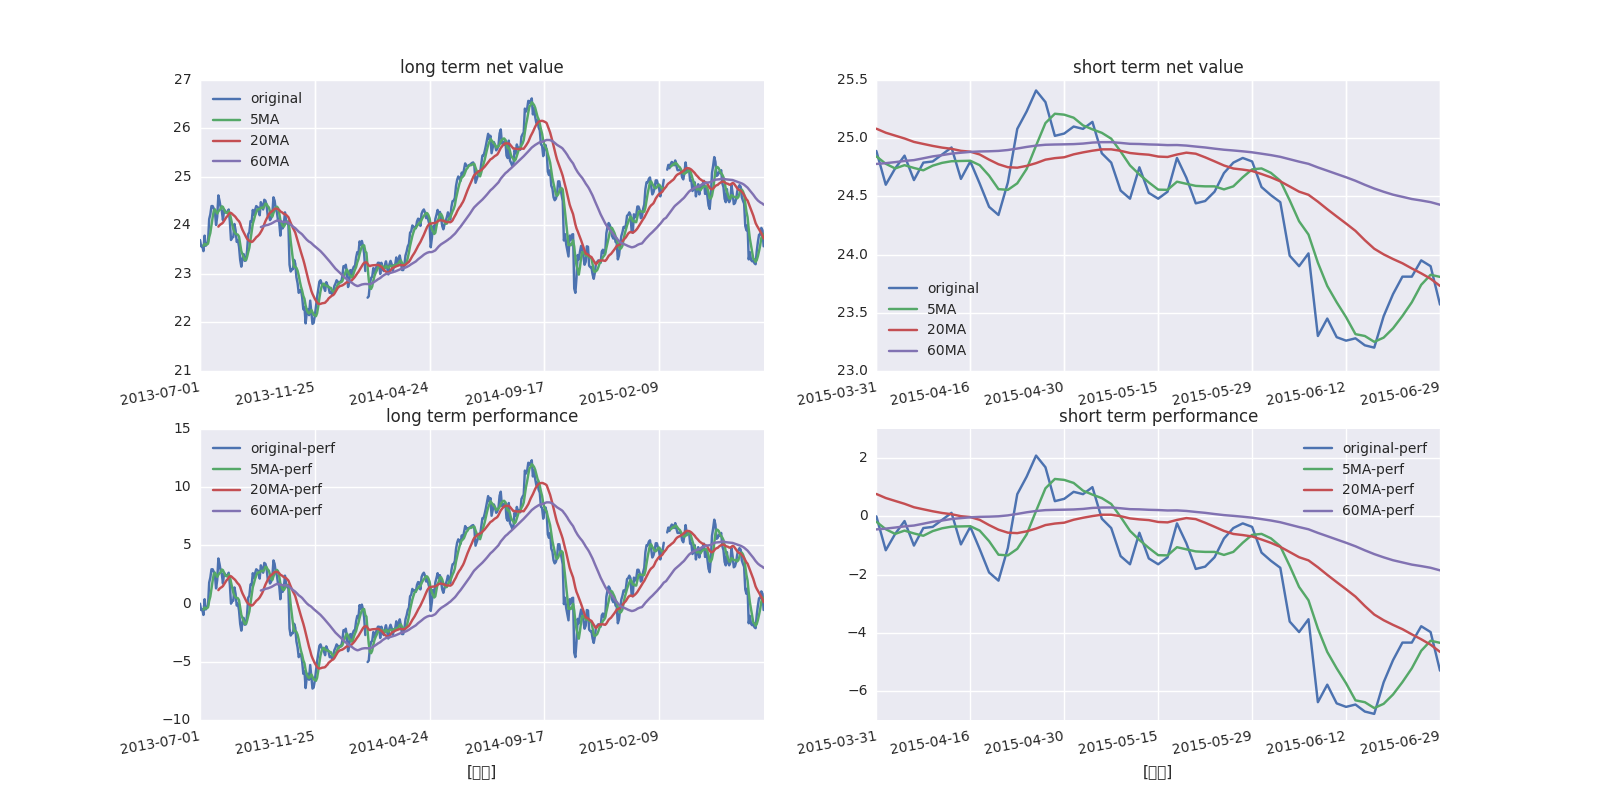 long term net value
27
26
25
24
23
22
21
original
5MA
20MA
60MA
2013-07-01
2013-11-25
2014-04-24
2014-09-17
2015-02-09
short term net value
25.5
25.0
24.5
24.0
23.5
23.0
original
5MA
20MA
60MA
2015-03-31
2015-04-16
2015-04-30
2015-05-15
2015-05-29
2015-06-12
2015-06-29
long term performance
15
10
5
0
−5
−10
original-perf
5MA-perf
20MA-perf
60MA-perf
2013-07-01
2013-11-25
2014-04-24
2014-09-17
2015-02-09
short term performance
2
0
−2
−4
−6
original-perf
5MA-perf
20MA-perf
60MA-perf
2015-03-31
2015-04-16
2015-04-30
2015-05-15
2015-05-29
2015-06-12
2015-06-29